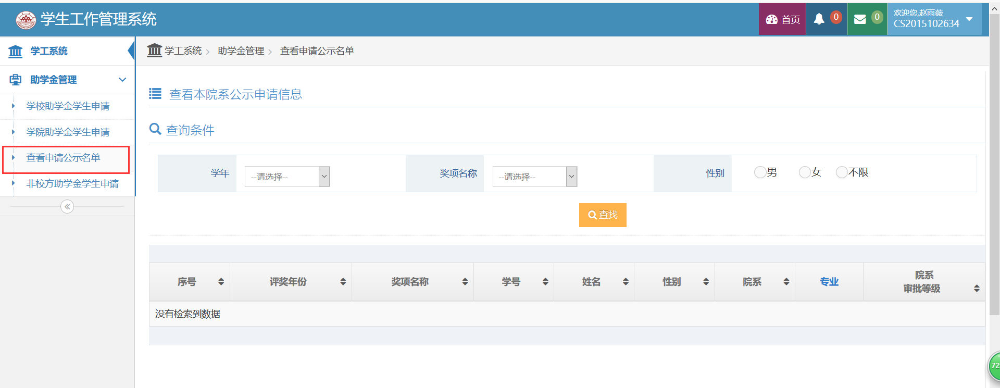 学生工作管理系统
首页
0
0
欢迎您,赵雨薇
CS2015102634
学工系统
助学金管理
学校助学金学生申请
学院助学金学生申请
查看申请公示名单
非校方助学金学生申请
学工系统 > 助学金管理 > 查看申请公示名单
查看本院系公示申请信息
查询条件
学年 --请选择-- 奖项名称 --请选择-- 性别 男 女 不限
查找
序号 评奖年份 奖项名称 学号 姓名 性别 院系 专业 院系
审批等级
没有检索到数据
72